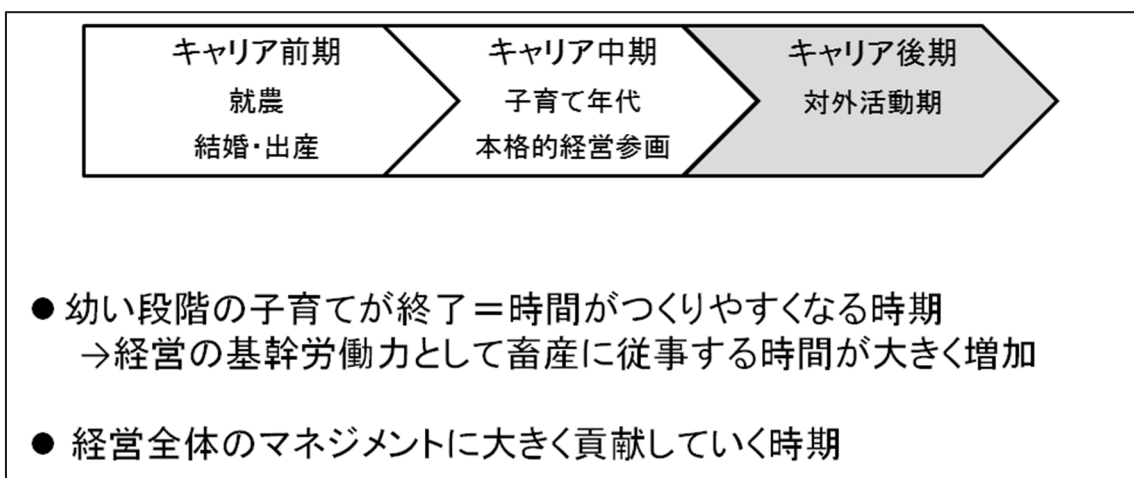 キャリア前期
就農
結婚・出産
キャリア中期
子育て年代
本格的経営参画
キャリア後期
対外活動期
● 幼い段階の子育てが終了＝時間がつくりやすくなる時期
→経営の基幹労働力として畜産に従事する時間が大きく増加
● 経営全体のマネジメントに大きく貢献していく時期